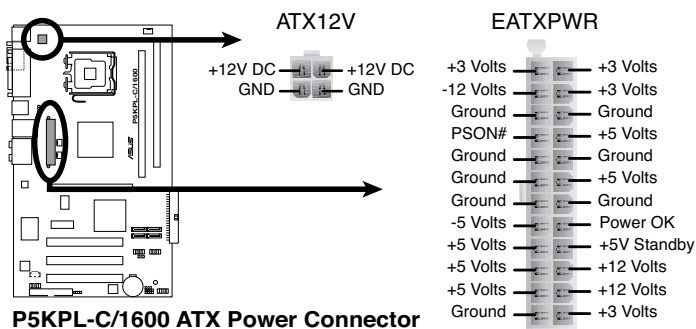 ATX12V
EATXPWR
+12V DC
+12V DC
GND
GND
+3 Volts
+3 Volts
-12 Volts
+3 Volts
Ground
Ground
PSON#
+5 Volts
Ground
Ground
Ground
+5 Volts
Ground
Ground
-5 Volts
Power OK
+5 Volts
+5V Standby
+5 Volts
+12 Volts
+5 Volts
+12 Volts
Ground
+3 Volts
P5KPL-C/1600
ASUS
P5KPL-C/1600 ATX Power Connector